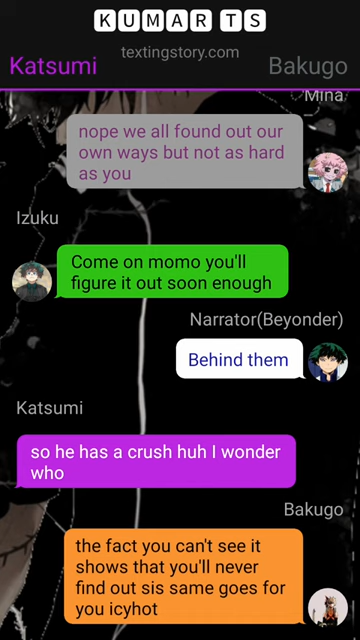 KUMAR TS
textingstory.com
Katsumi
Bakugo
Mina
nope we all found out our
own ways but not as hard
as you
Izuku
Come on momo you'll
figure it out soon enough
Narrator(Beyonder)
Behind them
Katsumi
so he has a crush huh I wonder
who
Bakugo
the fact you can't see it
shows that you'll never
find out sis same goes for
you icyhot